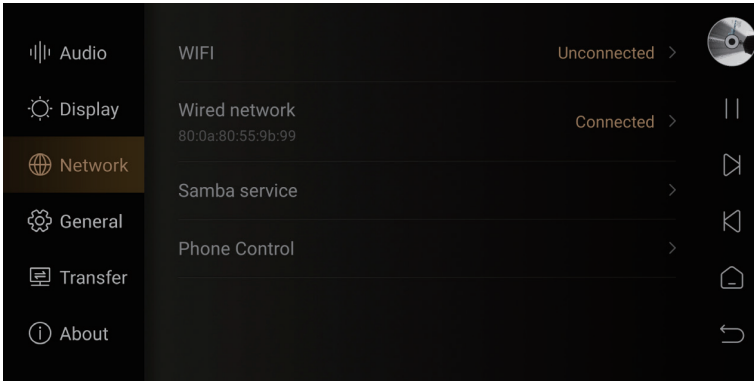 Audio
Display
Network
General
Transfer
About
WIFI Unconnected
Wired network
80:0a:80:55:9b:99
Connected
Samba service
Phone Control